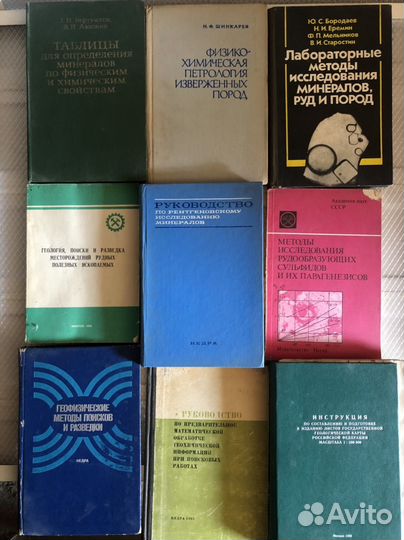 Г.П. Барсанов
ТАБЛИЦЫ
для определения
минералов
по физическим
и химическим
свойствам
Н.Ф. ШИНКАРЕВ
ФИЗИКО-
ХИМИЧЕСКАЯ
ПЕТРОЛОГИЯ
ИЗВЕРЖЕННЫХ
ПОРОД
Ю.С. Бородаев
Н.И. Еремин
Ф.П. Мельников
В.И. Старостин
Лабораторные
методы
исследования
МИНЕРАЛОВ,
РУД И ПОРОД
ГЕОЛОГИЯ, ПОИСКИ И РАЗВЕДКА
МЕСТОРОЖДЕНИЙ РУДНЫХ
ПОЛЕЗНЫХ ИСКОПАЕМЫХ
РУКОВОДСТВО
ПО РЕНТГЕНОВСКОМУ
ИССЛЕДОВАНИЮ
МИНЕРАЛОВ
НЕДРА
Академия наук
СССР
МЕТОДЫ
ИССЛЕДОВАНИЯ
РУДООБРАЗУЮЩИХ
СУЛЬФИДОВ
И ИХ ПАРАГЕНЕЗИСОВ
ГЕОФИЗИЧЕСКИЕ
МЕТОДЫ ПОИСКОВ
И РАЗВЕДКИ
НЕДРА
РУКОВОДСТВО
ПО ПРЕДВАРИТЕЛЬНОЙ
МАТЕМАТИЧЕСКОЙ
ОБРАБОТКЕ
ГЕОХИМИЧЕСКОЙ
ИНФОРМАЦИИ
ПРИ ПОИСКОВЫХ
РАБОТАХ
НЕДРА
ИНСТРУКЦИЯ
ПО СОСТАВЛЕНИЮ И ПОДГОТОВКЕ
К ИЗДАНИЮ ЛИСТОВ ГОСУДАРСТВЕННОЙ
ГЕОЛОГИЧЕСКОЙ КАРТЫ
РОССИЙСКОЙ ФЕДЕРАЦИИ
МАСШТАБА 1 : 200 000
Avito